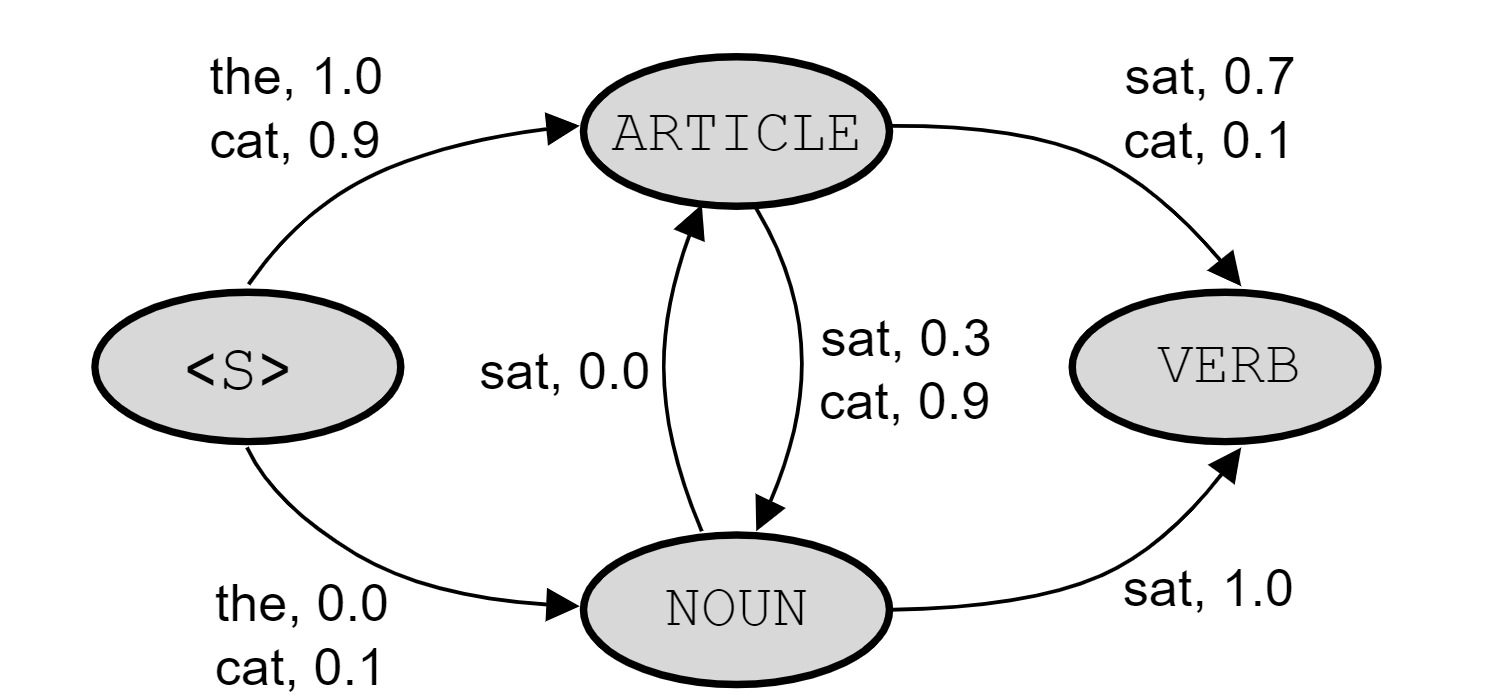 the, 1.0
cat, 0.9
ARTICLE
sat, 0.7
cat, 0.1
<S>
sat, 0.0
sat, 0.3
cat, 0.9
VERB
the, 0.0
cat, 0.1
NOUN
sat, 1.0